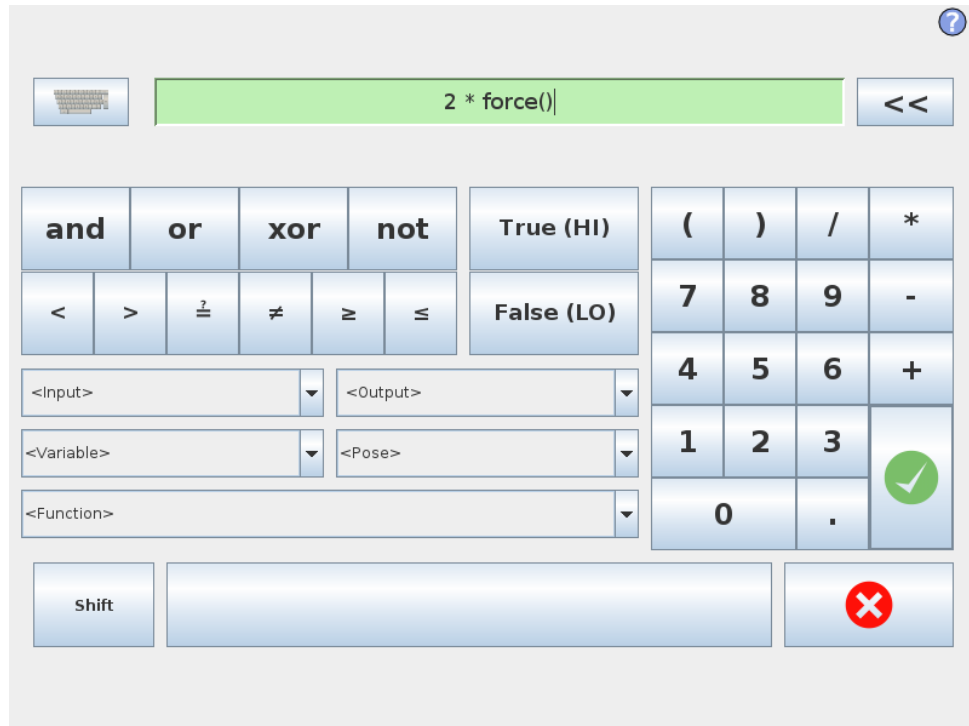 ?
2 * force()
<<
and or xor not True (HI) ( ) / *
< > ≟ ≠ ≥ ≤ False (LO) 7 8 9 -
<Input> <Output> 4 5 6 +
<Variable> <Pose> 1 2 3
<Function> 0 .
Shift